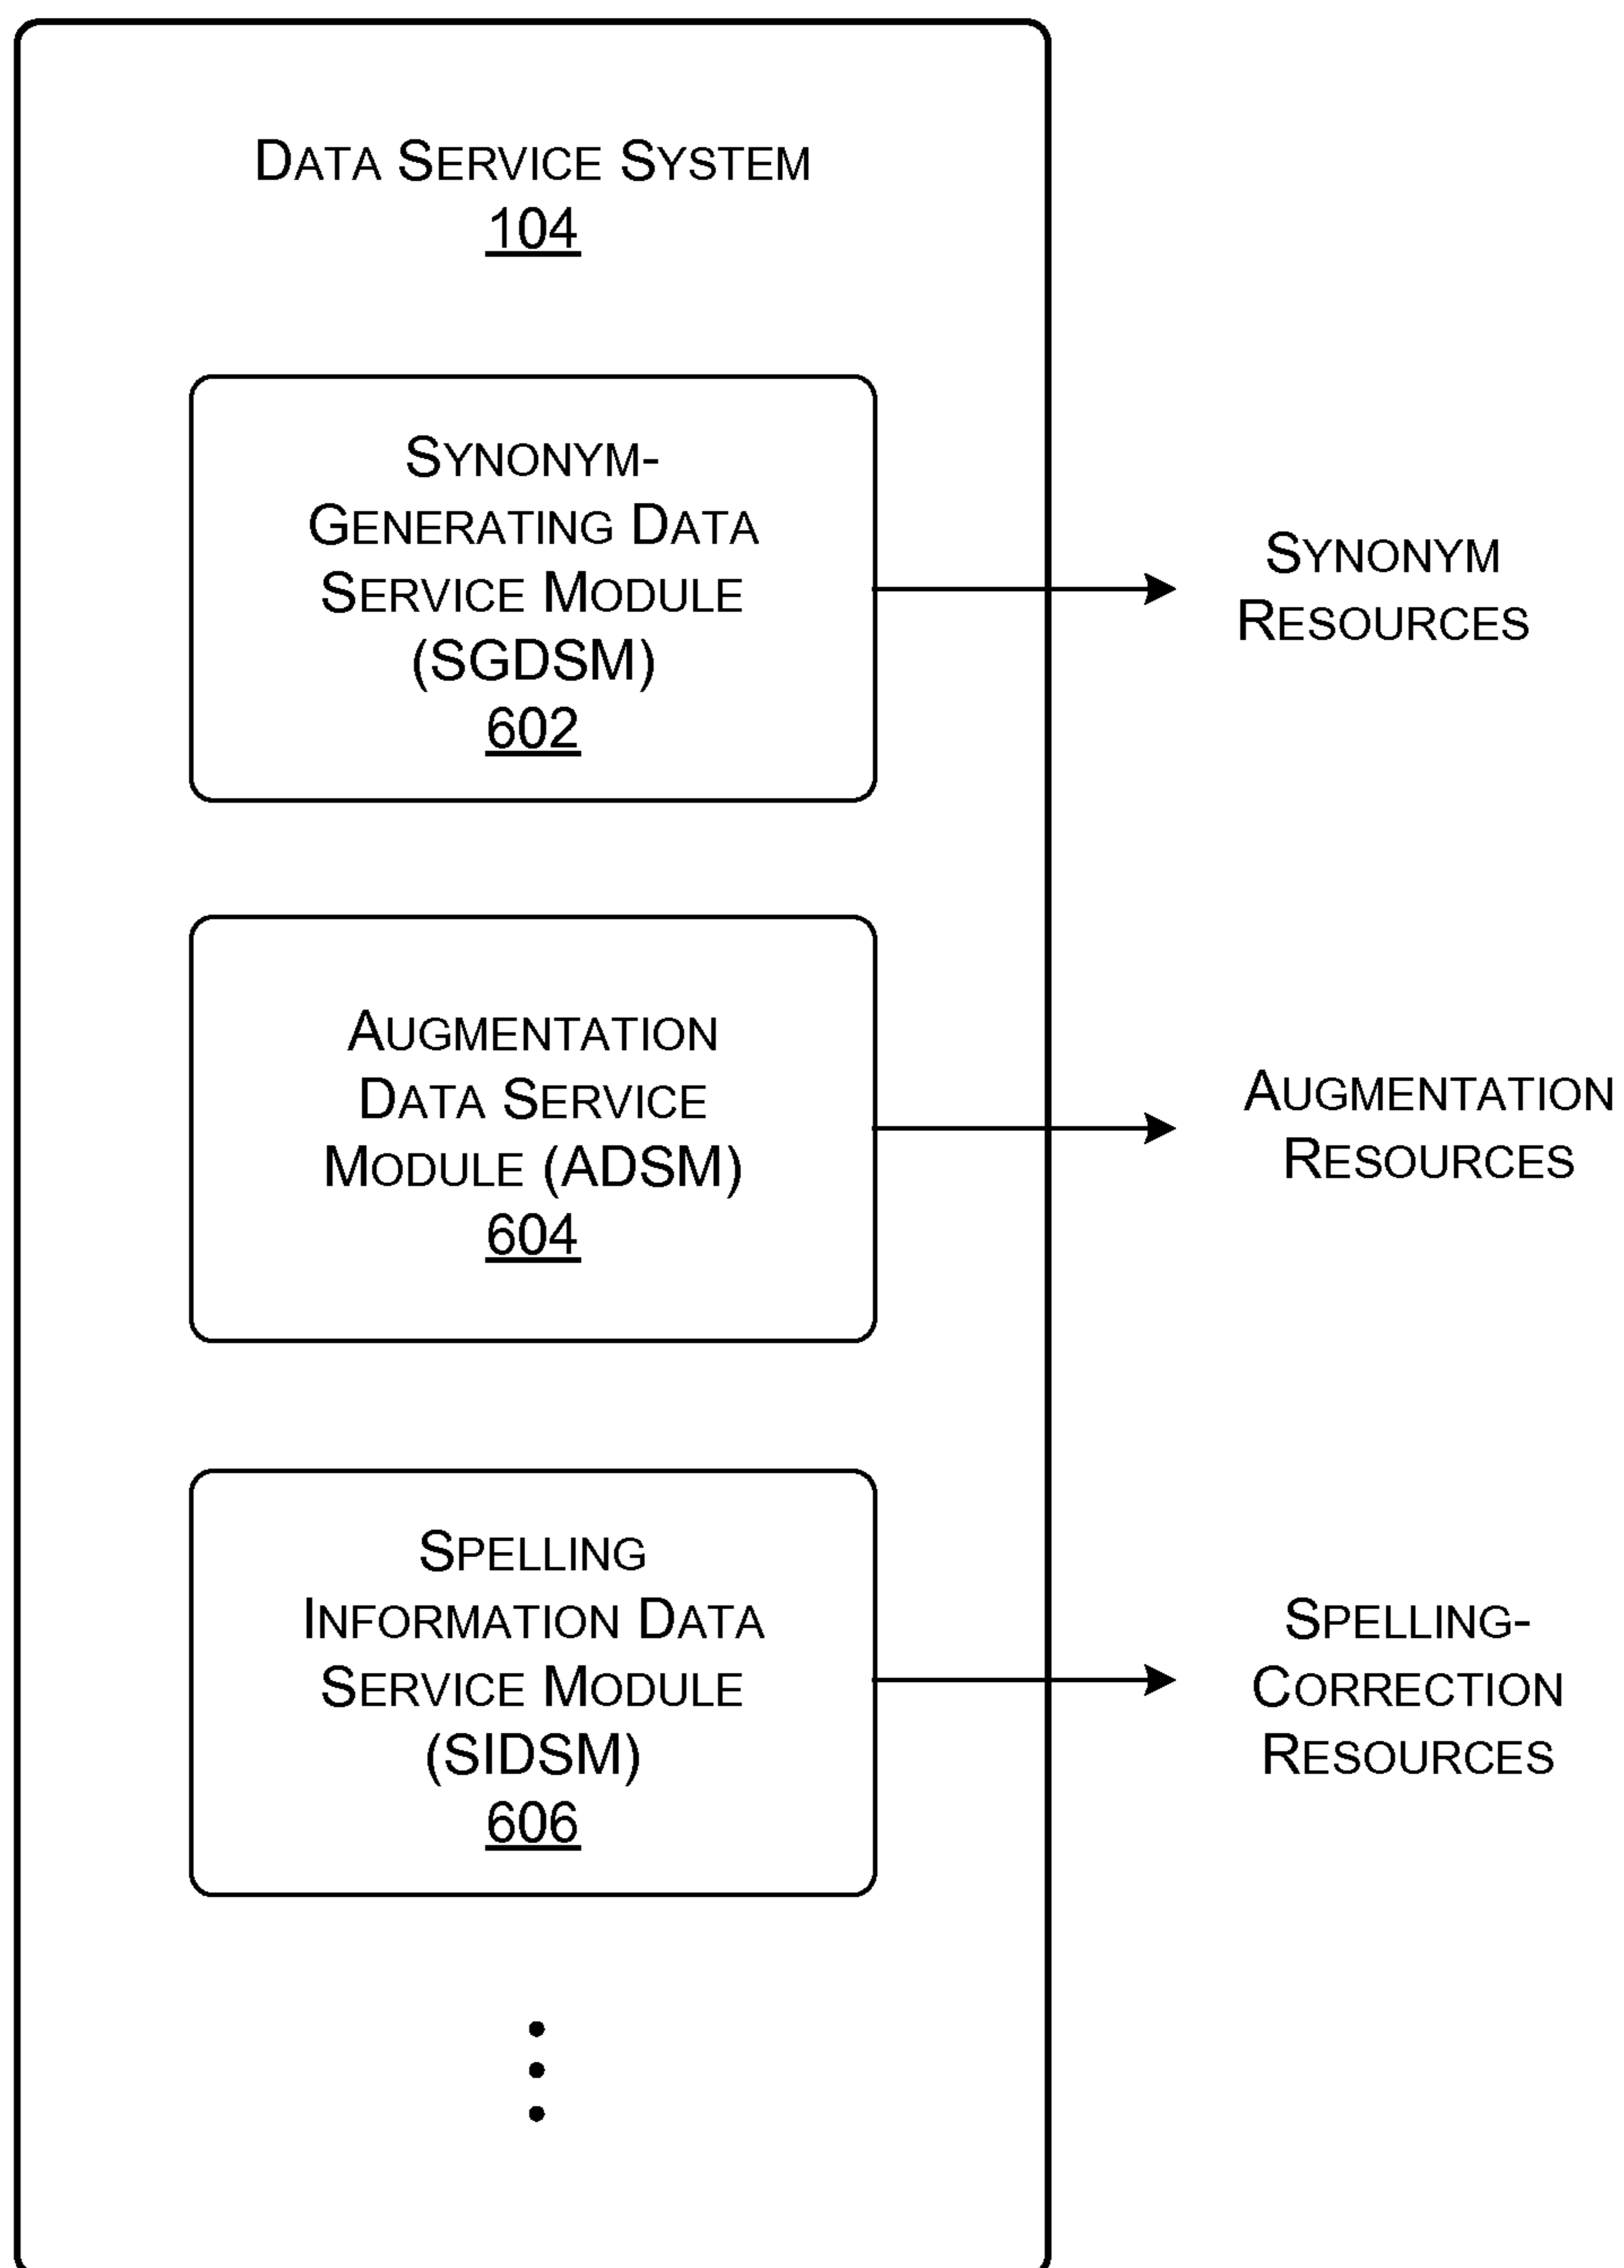 DATA SERVICE SYSTEM
104
SYNONYM-
GENERATING DATA
SERVICE MODULE
(SGDSM)
602
SYNONYM
RESOURCES
AUGMENTATION
DATA SERVICE
MODULE (ADSM)
604
AUGMENTATION
RESOURCES
SPELLING
INFORMATION DATA
SERVICE MODULE
(SIDSM)
606
SPELLING-
CORRECTION
RESOURCES